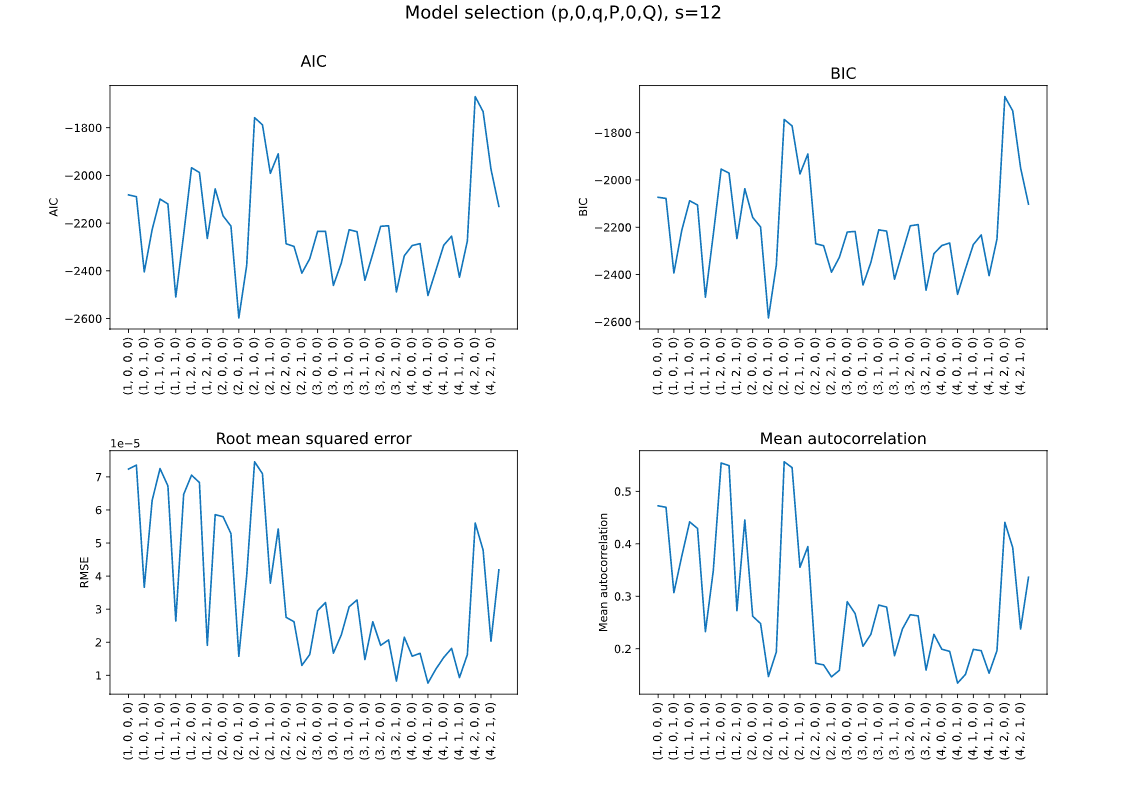 Model selection (p,0,q,P,0,Q), s=12
AIC
AIC
−1800
−2000
−2200
−2400
−2600
(1, 0, 0, 0)
(1, 0, 1, 0)
(1, 1, 0, 0)
(1, 1, 1, 0)
(1, 2, 0, 0)
(1, 2, 1, 0)
(2, 0, 0, 0)
(2, 0, 1, 0)
(2, 1, 0, 0)
(2, 1, 1, 0)
(2, 2, 0, 0)
(2, 2, 1, 0)
(3, 0, 0, 0)
(3, 0, 1, 0)
(3, 1, 0, 0)
(3, 1, 1, 0)
(3, 2, 0, 0)
(3, 2, 1, 0)
(4, 0, 0, 0)
(4, 0, 1, 0)
(4, 1, 0, 0)
(4, 1, 1, 0)
(4, 2, 0, 0)
(4, 2, 1, 0)
BIC
BIC
−1800
−2000
−2200
−2400
−2600
(1, 0, 0, 0)
(1, 0, 1, 0)
(1, 1, 0, 0)
(1, 1, 1, 0)
(1, 2, 0, 0)
(1, 2, 1, 0)
(2, 0, 0, 0)
(2, 0, 1, 0)
(2, 1, 0, 0)
(2, 1, 1, 0)
(2, 2, 0, 0)
(2, 2, 1, 0)
(3, 0, 0, 0)
(3, 0, 1, 0)
(3, 1, 0, 0)
(3, 1, 1, 0)
(3, 2, 0, 0)
(3, 2, 1, 0)
(4, 0, 0, 0)
(4, 0, 1, 0)
(4, 1, 0, 0)
(4, 1, 1, 0)
(4, 2, 0, 0)
(4, 2, 1, 0)
Root mean squared error
1e−5
RMSE
7
6
5
4
3
2
1
(1, 0, 0, 0)
(1, 0, 1, 0)
(1, 1, 0, 0)
(1, 1, 1, 0)
(1, 2, 0, 0)
(1, 2, 1, 0)
(2, 0, 0, 0)
(2, 0, 1, 0)
(2, 1, 0, 0)
(2, 1, 1, 0)
(2, 2, 0, 0)
(2, 2, 1, 0)
(3, 0, 0, 0)
(3, 0, 1, 0)
(3, 1, 0, 0)
(3, 1, 1, 0)
(3, 2, 0, 0)
(3, 2, 1, 0)
(4, 0, 0, 0)
(4, 0, 1, 0)
(4, 1, 0, 0)
(4, 1, 1, 0)
(4, 2, 0, 0)
(4, 2, 1, 0)
Mean autocorrelation
Mean autocorrelation
0.5
0.4
0.3
0.2
(1, 0, 0, 0)
(1, 0, 1, 0)
(1, 1, 0, 0)
(1, 1, 1, 0)
(1, 2, 0, 0)
(1, 2, 1, 0)
(2, 0, 0, 0)
(2, 0, 1, 0)
(2, 1, 0, 0)
(2, 1, 1, 0)
(2, 2, 0, 0)
(2, 2, 1, 0)
(3, 0, 0, 0)
(3, 0, 1, 0)
(3, 1, 0, 0)
(3, 1, 1, 0)
(3, 2, 0, 0)
(3, 2, 1, 0)
(4, 0, 0, 0)
(4, 0, 1, 0)
(4, 1, 0, 0)
(4, 1, 1, 0)
(4, 2, 0, 0)
(4, 2, 1, 0)